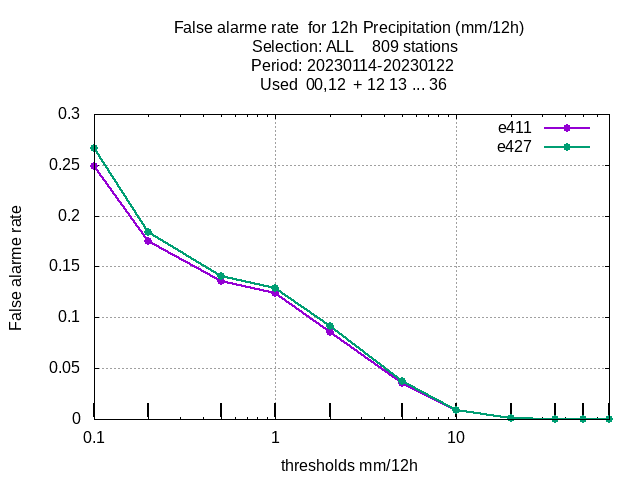 False alarme rate  for 12h Precipitation (mm/12h)
Selection: ALL    809 stations
Period: 20230114-20230122
Used  00,12  + 12 13 ... 36
e411
e427
0.3
0.25
0.2
0.15
0.1
0.05
0
False alarme rate
0.1 1 10
thresholds mm/12h